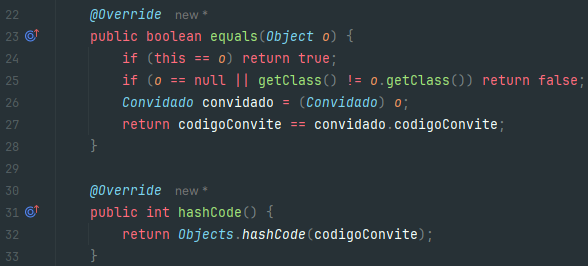 22 @Override new *
23 public boolean equals(Object o) {
24 if (this == o) return true;
25 if (o == null || getClass() != o.getClass()) return false;
26 Convidado convidado = (Convidado) o;
27 return codigoConvite == convidado.codigoConvite;
28 }
29
30 @Override new *
31 public int hashCode() {
32 return Objects.hashCode(codigoConvite);
33 }